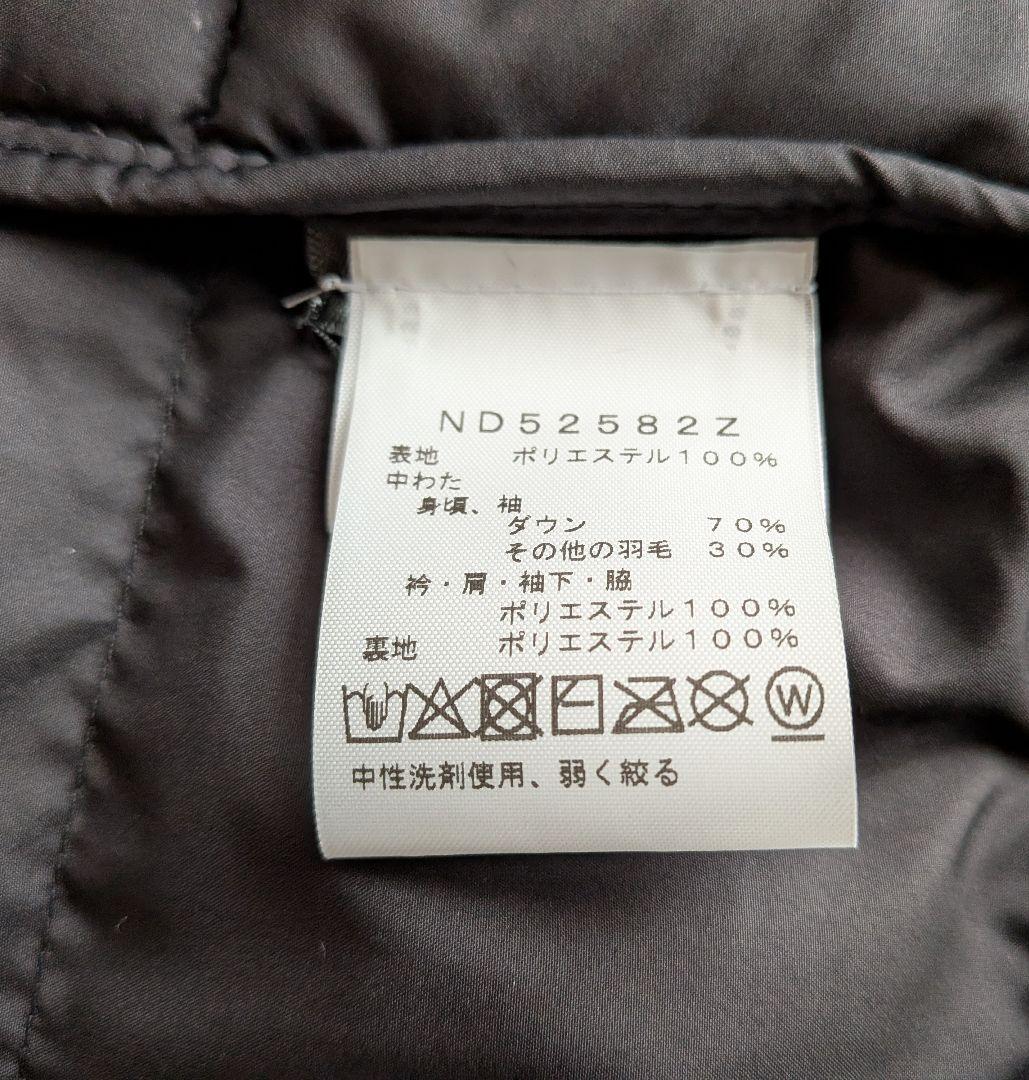 ND52582Z
表地 ポリエステル100%
中わた
身頃、袖
ダウン 70%
その他の羽毛 30%
衿・肩・袖下・脇
ポリエステル100%
裏地 ポリエステル100%
W
中性洗剤使用、弱く絞る